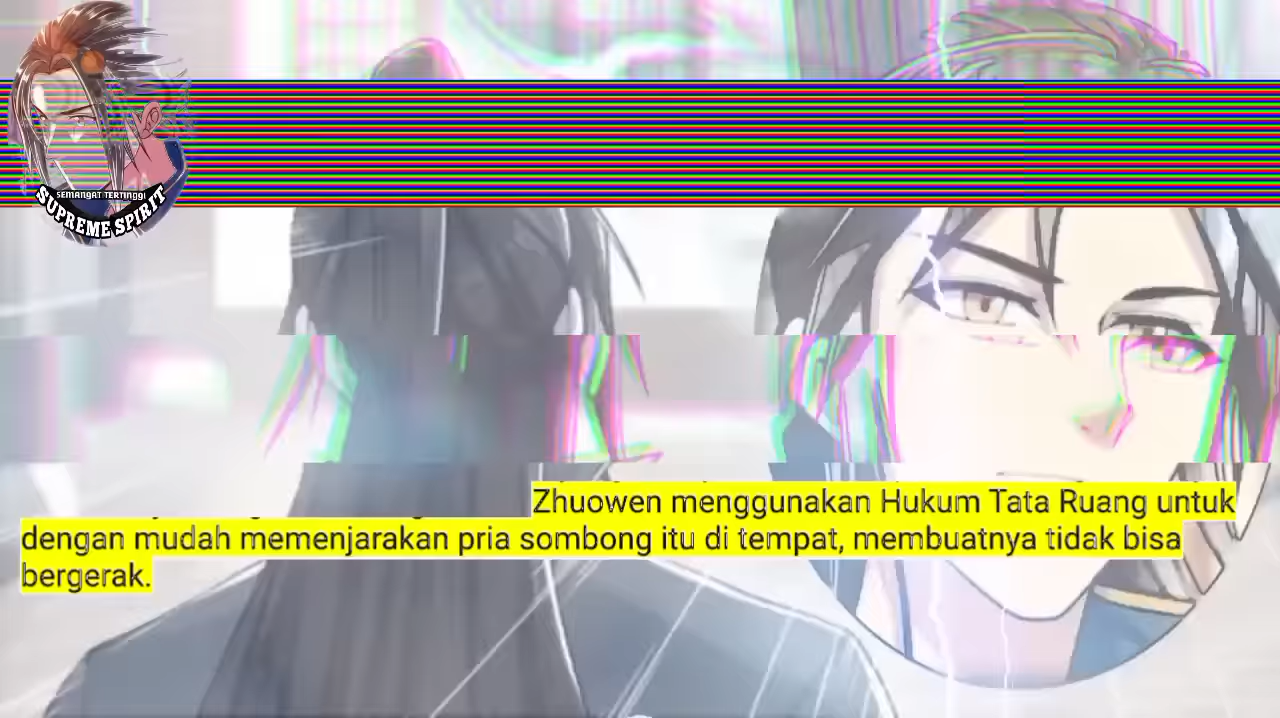 SEMANGAT TERTINGGI
SUPREME SPIRIT
Zhuowen menggunakan Hukum Tata Ruang untuk
dengan mudah memenjarakan pria sombong itu di tempat, membuatnya tidak bisa
bergerak.